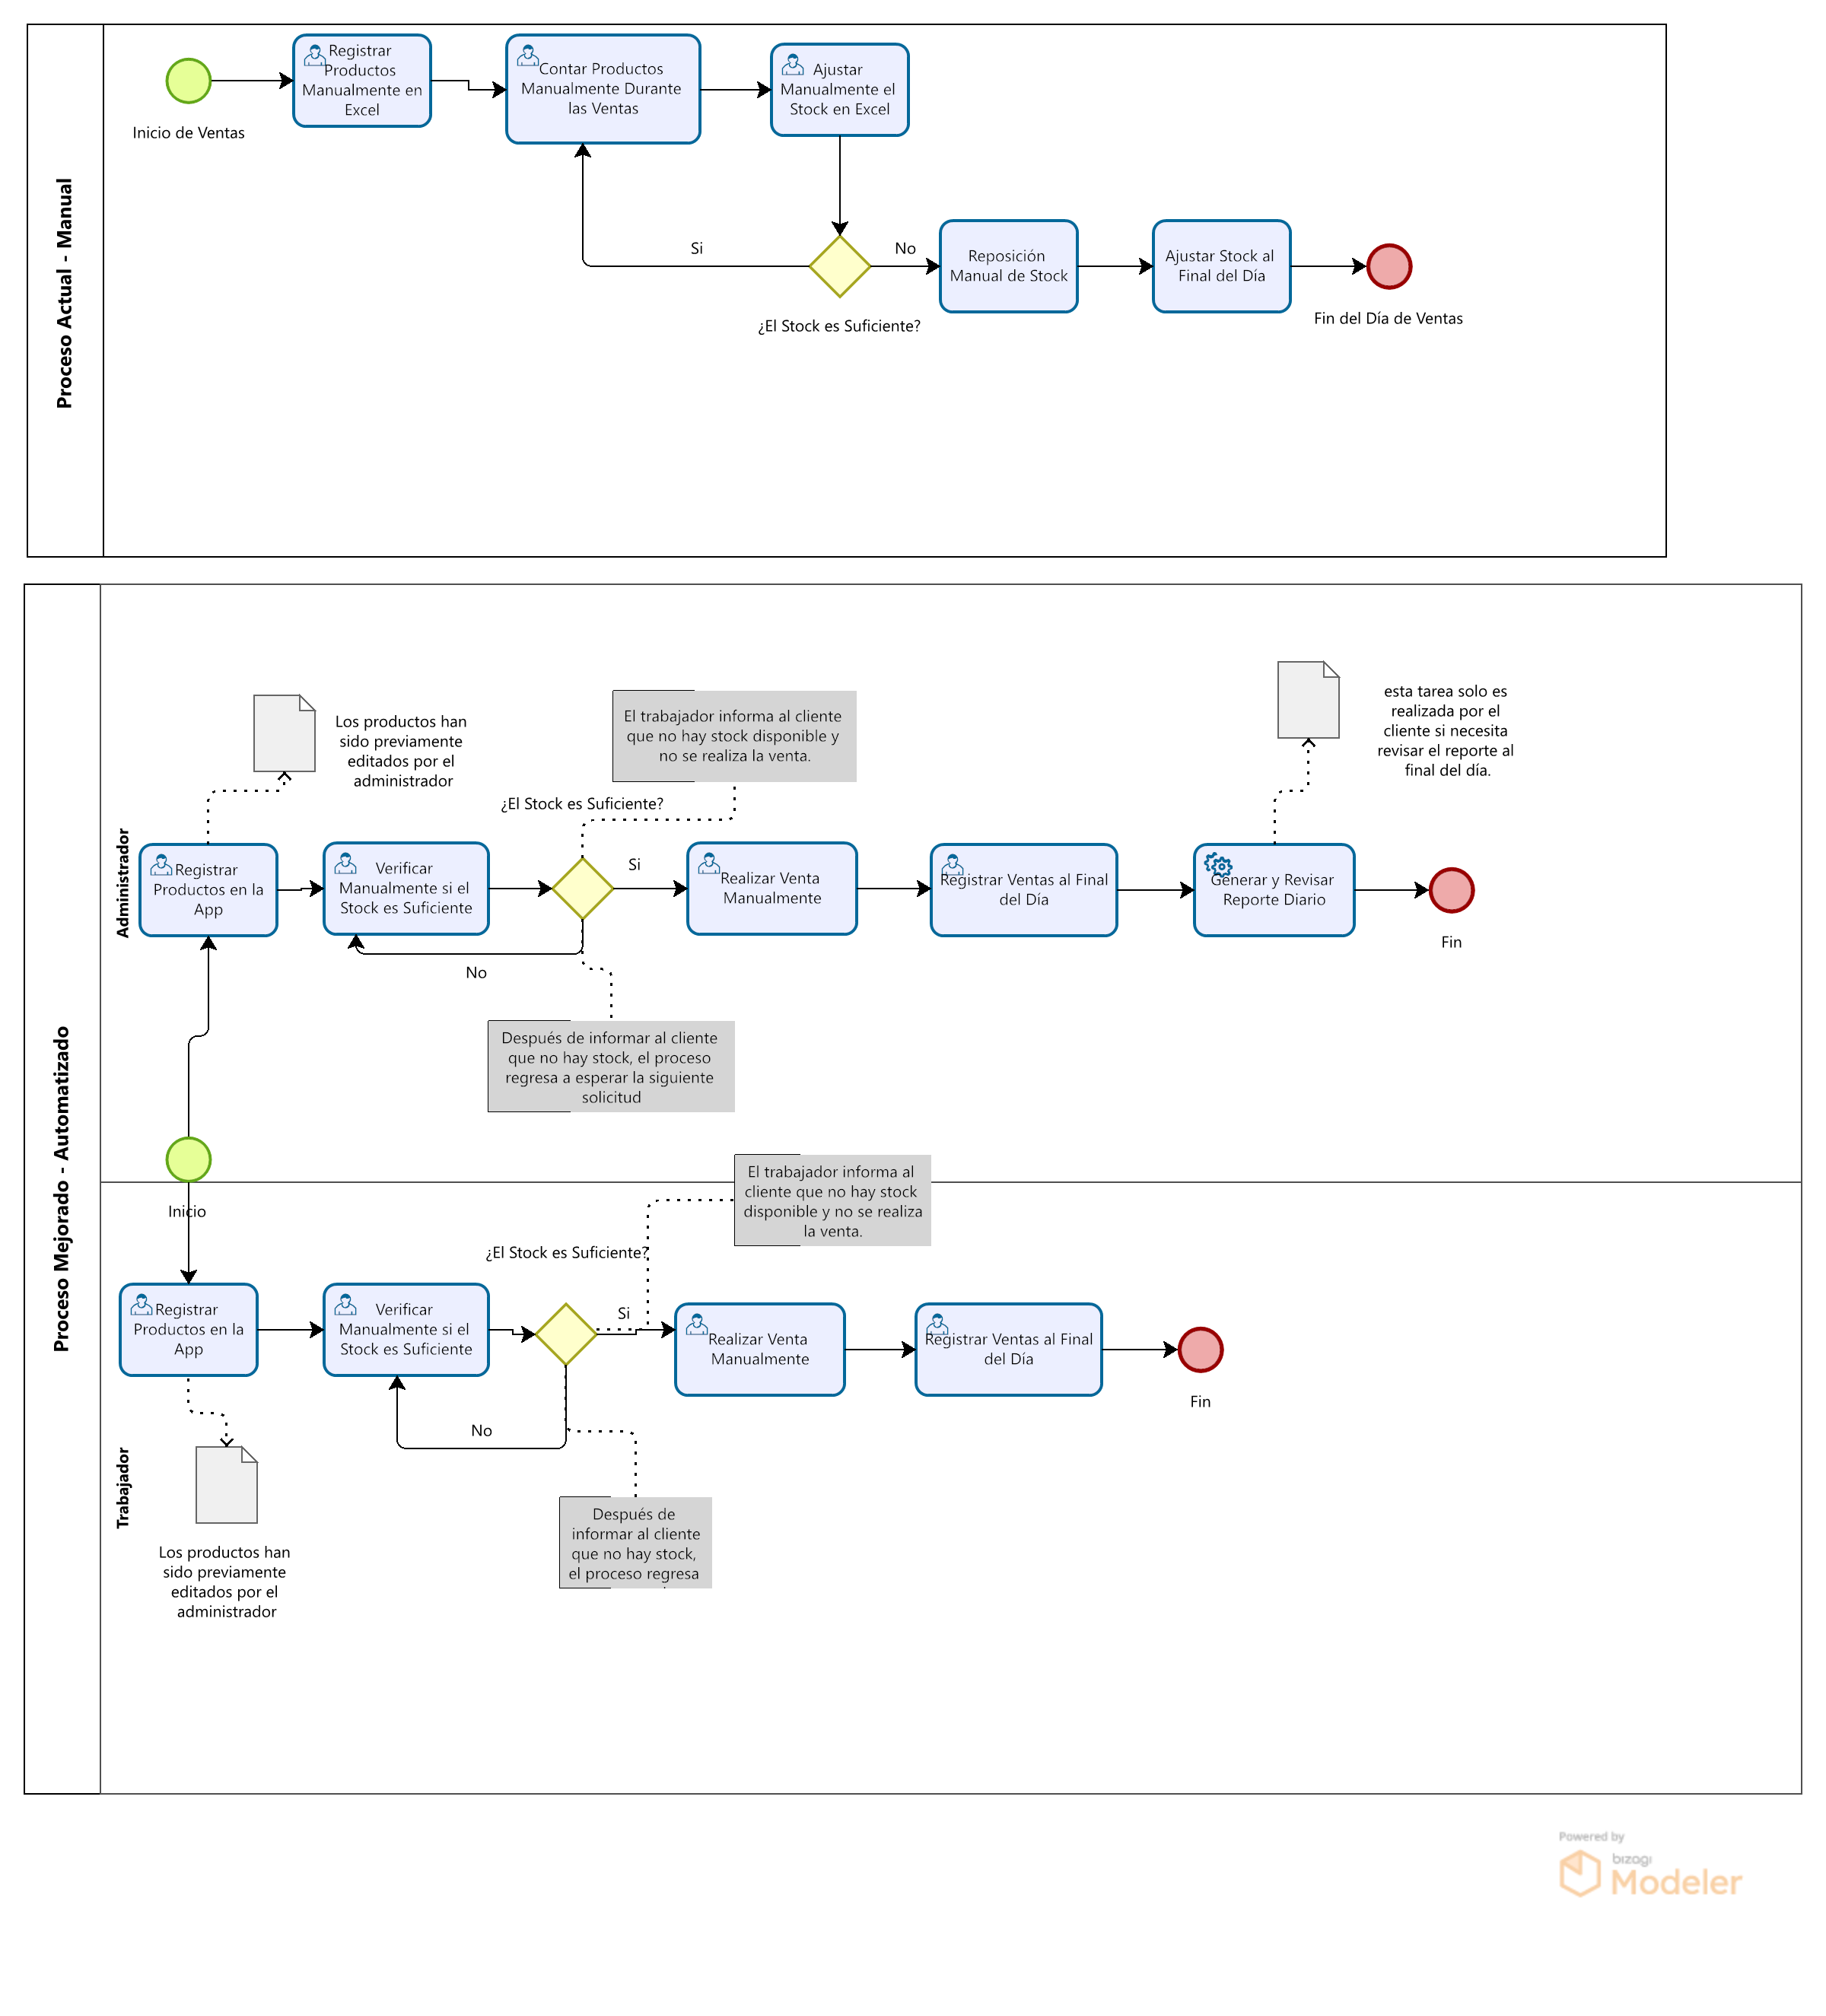 Proceso Actual - Manual
Inicio de Ventas
Registrar
Productos
Manualmente en
Excel
Contar Productos
Manualmente Durante
las Ventas
Ajustar
Manualmente el
Stock en Excel
¿El Stock es Suficiente?
Si
No
Reposición
Manual de Stock
Ajustar Stock al
Final del Día
Fin del Día de Ventas
Proceso Mejorado - Automatizado
Administrador
Los productos han
sido previamente
editados por el
administrador
El trabajador informa al cliente
que no hay stock disponible y
no se realiza la venta.
esta tarea solo es
realizada por el
cliente si necesita
revisar el reporte al
final del día.
¿El Stock es Suficiente?
Registrar
Productos en la
App
Verificar
Manualmente si el
Stock es Suficiente
Si
No
Realizar Venta
Manualmente
Registrar Ventas al Final
del Día
Generar y Revisar
Reporte Diario
Fin
Después de informar al cliente
que no hay stock, el proceso
regresa a esperar la siguiente
solicitud
Inicio
Trabajador
El trabajador informa al
cliente que no hay stock
disponible y no se realiza
la venta.
¿El Stock es Suficiente?
Registrar
Productos en la
App
Verificar
Manualmente si el
Stock es Suficiente
Si
No
Realizar Venta
Manualmente
Registrar Ventas al Final
del Día
Fin
Los productos han
sido previamente
editados por el
administrador
Después de
informar al cliente
que no hay stock,
el proceso regresa
Powered by
bizagi
Modeler